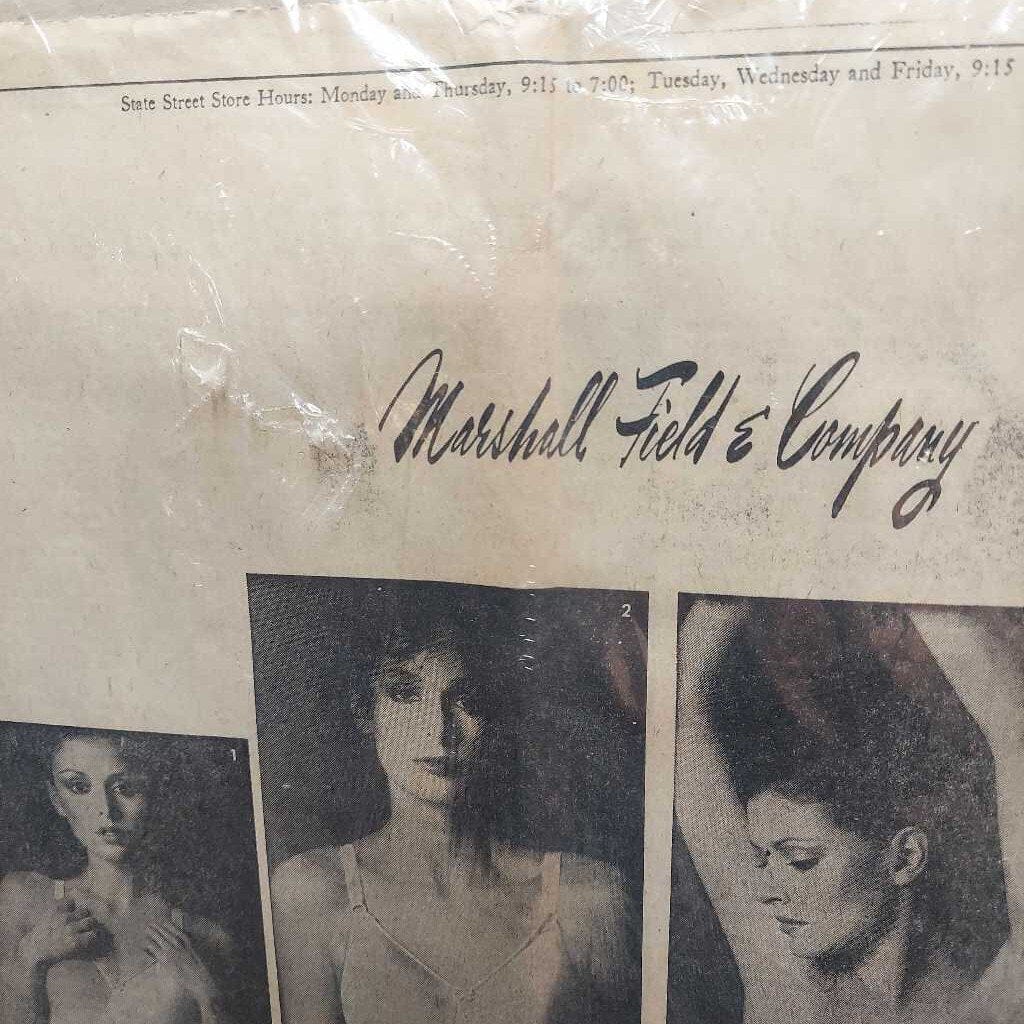 State Street Store Hours: Monday and Thursday, 9:15 to 7:00; Tuesday, Wednesday and Friday, 9:15
Marshall Field & Company
2
1